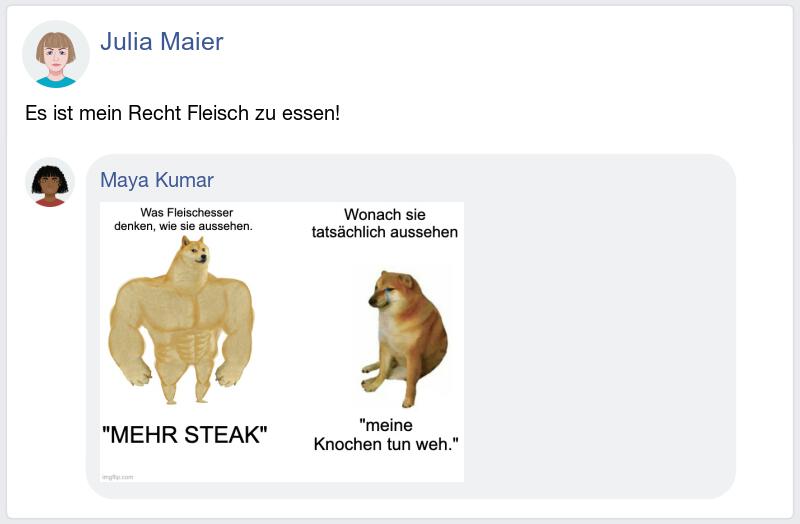 Julia Maier
Es ist mein Recht Fleisch zu essen!
Maya Kumar
Was Fleischesser
denken, wie sie aussehen.
Wonach sie
tatsächlich aussehen
"MEHR STEAK"
"meine
Knochen tun weh."
imgflip.com